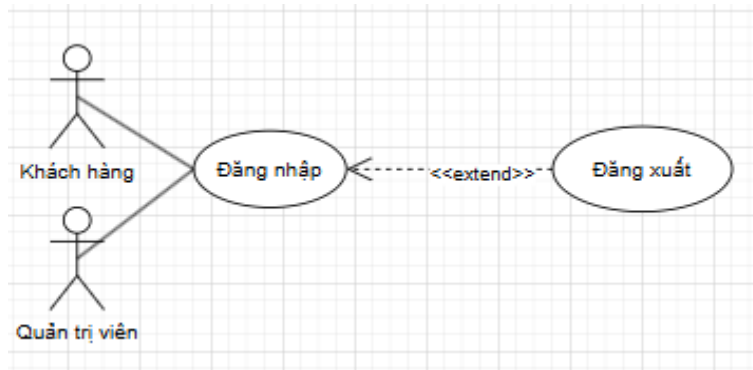 Khách hàng
Đăng nhập
<<extend>>
Đăng xuất
Quản trị viên